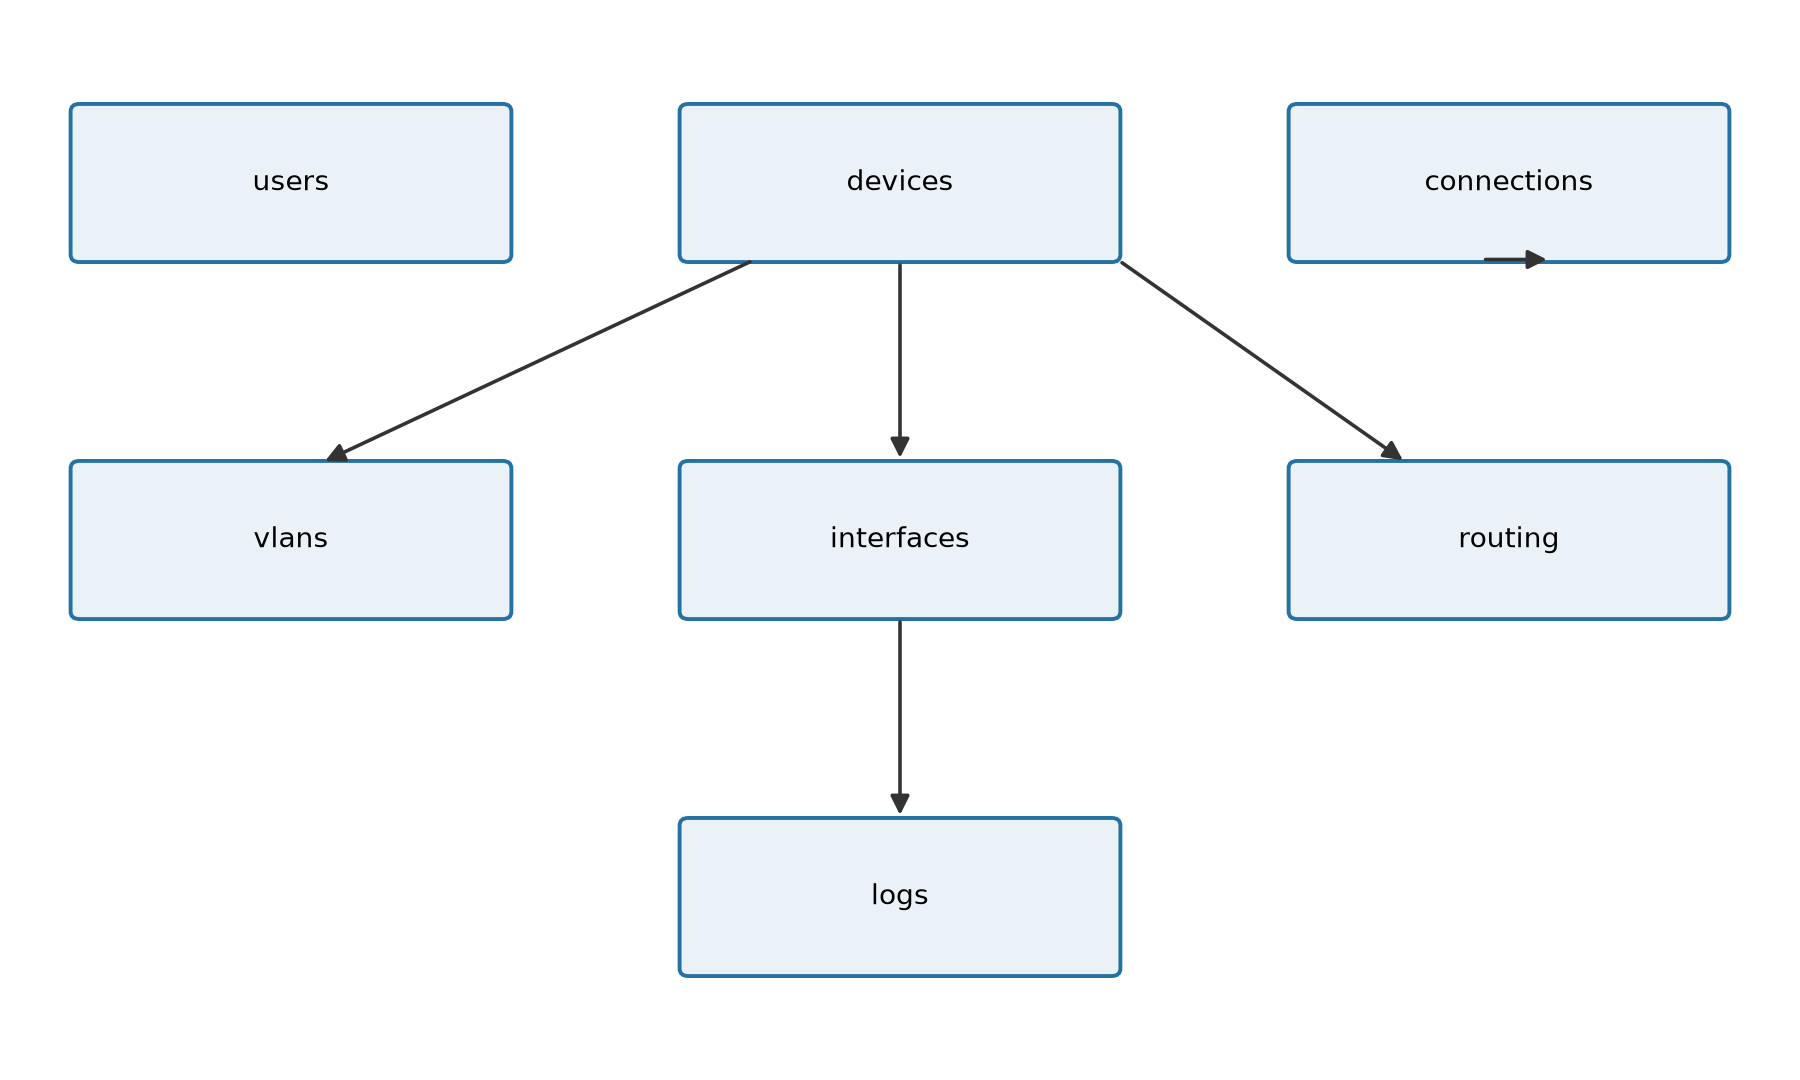 users
devices
connections
vlans
interfaces
routing
logs